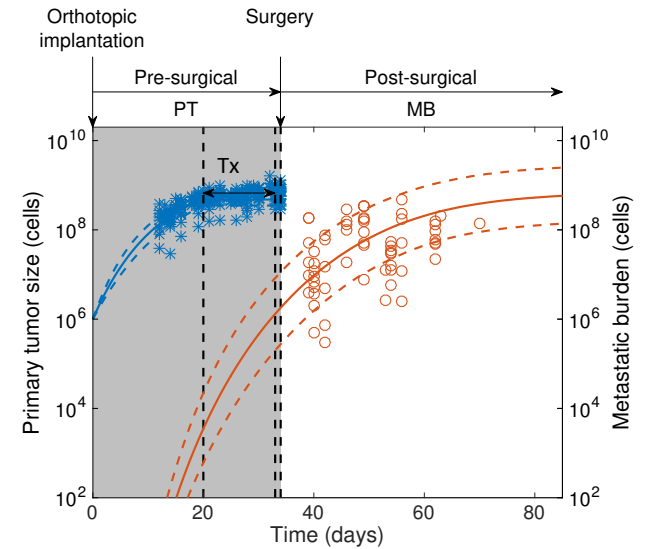 Orthotopic
implantation
Surgery
Pre-surgical
Post-surgical
PT
MB
Tx
Primary tumor size (cells)
10^10
10^8
10^6
10^4
10^2
10^10
10^8
10^6
10^4
10^2
Metastatic burden (cells)
0
20
40
60
80
Time (days)